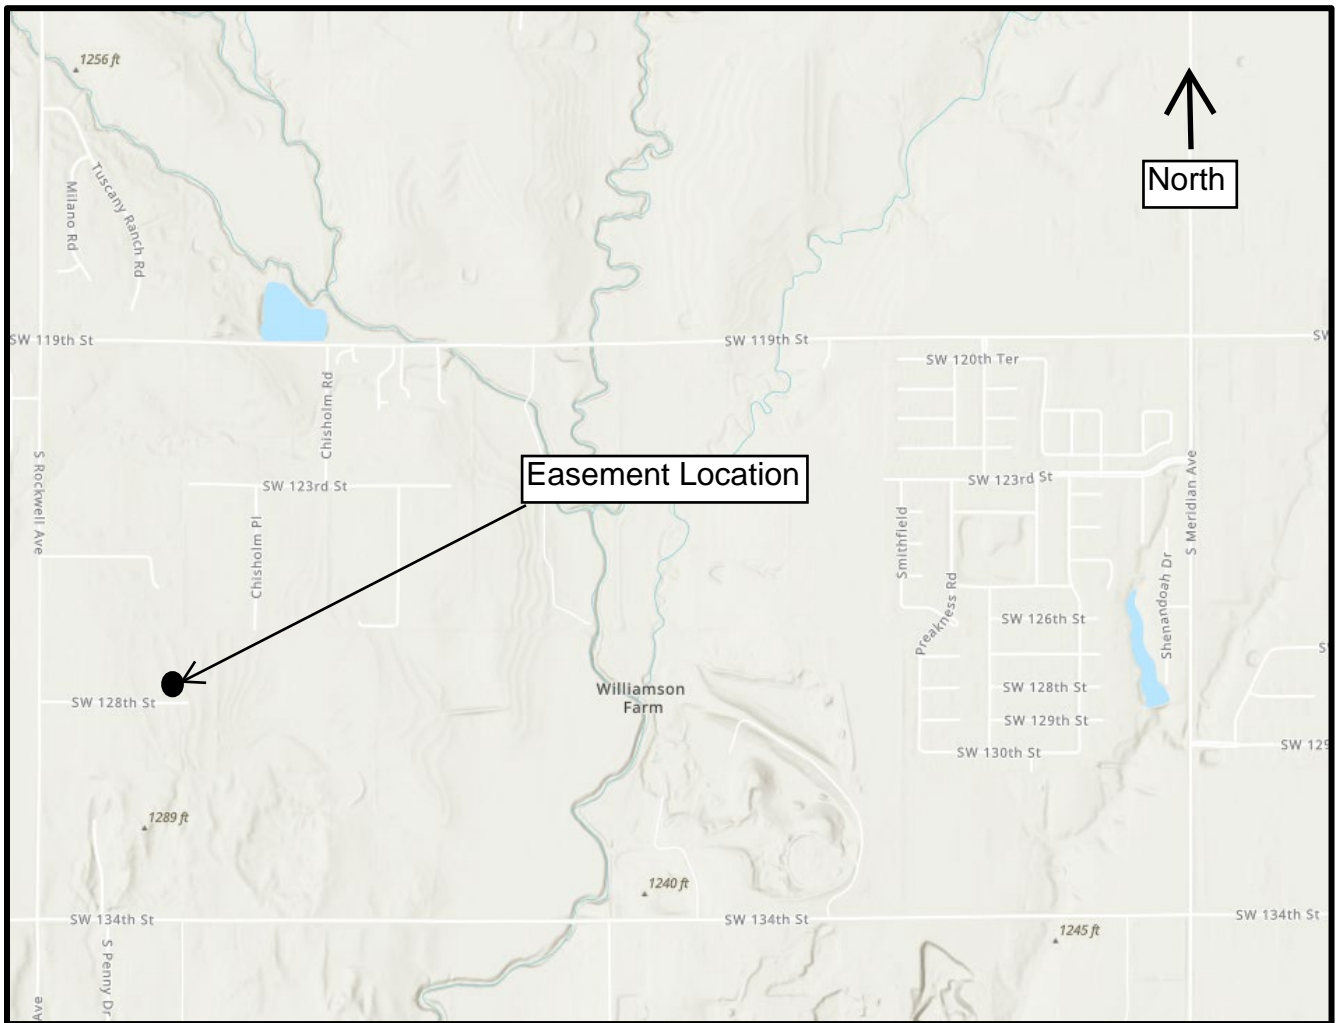 1256 ft
North
Milano Rd
Tuscany Ranch Rd
SW 119th St
SW 119th St
SW
SW 120th Ter
Chisholm Rd
S Rockwell Ave
Easement Location
SW 123rd St
SW 123rd St
S Meridian Ave
Chisholm Pl
Smithfield
Preakness Rd
Shenandoah Dr
SW 126th St
S
Williamson
Farm
SW 128th St
SW 128th St
SW 129th St
SW 130th St
SW 129
1289 ft
1240 ft
SW 134th St
SW 134th St
SW 134th St
1245 ft
S Penny Dr
Ave